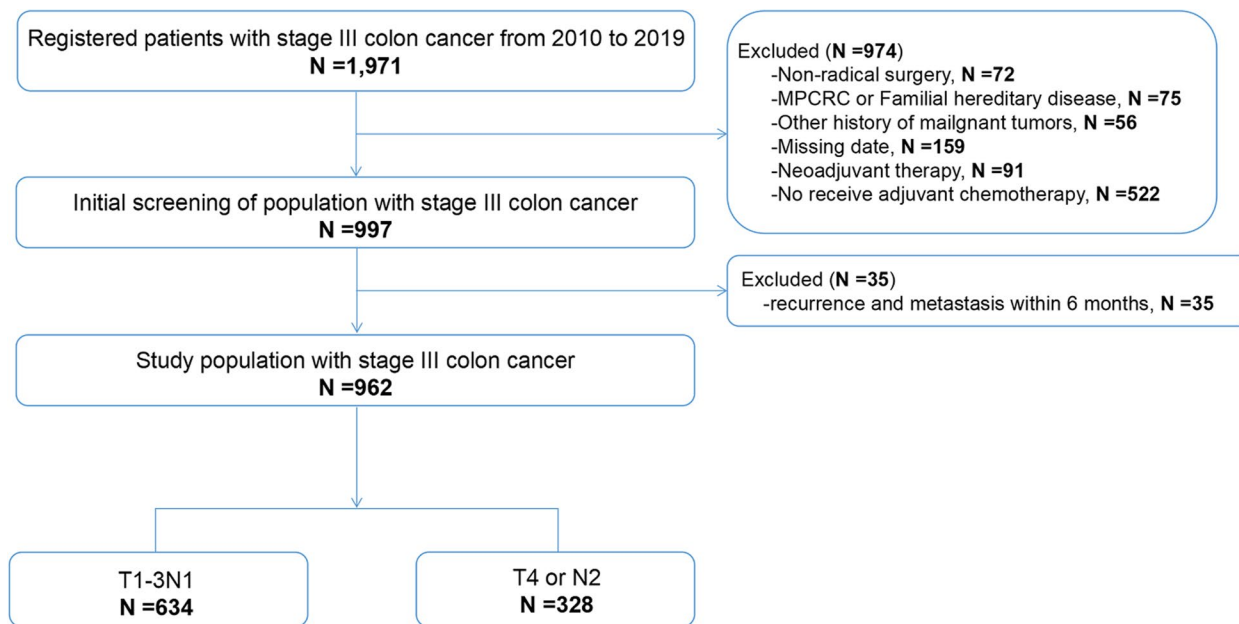 Registered patients with stage III colon cancer from 2010 to 2019
N =1,971
Excluded (N =974)
-Non-radical surgery, N =72
-MPCRC or Familial hereditary disease, N =75
-Other history of mailgnant tumors, N =56
-Missing date, N =159
-Neoadjuvant therapy, N =91
-No receive adjuvant chemotherapy, N =522
Initial screening of population with stage III colon cancer
N =997
Excluded (N =35)
-recurrence and metastasis within 6 months, N =35
Study population with stage III colon cancer
N =962
T1-3N1
N =634
T4 or N2
N =328